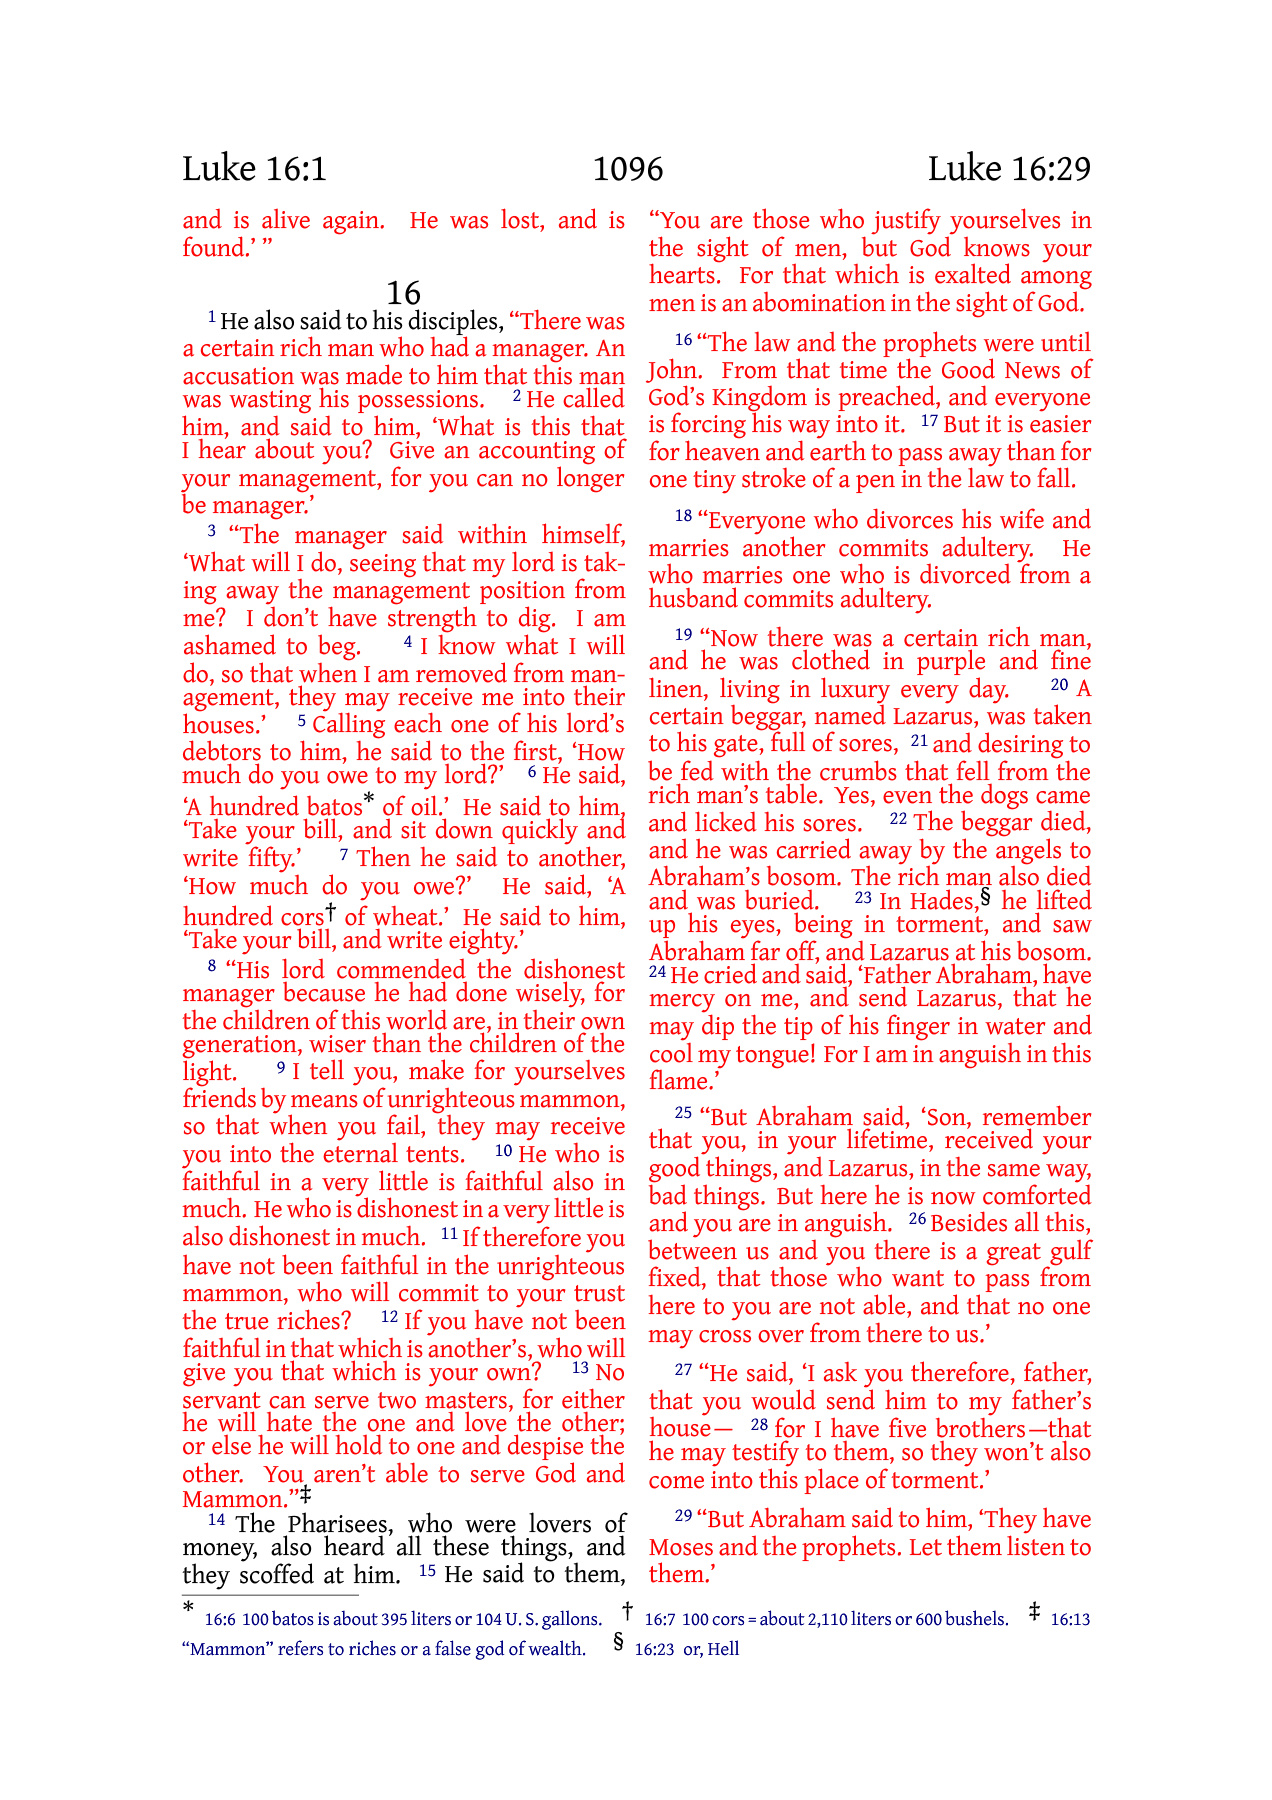 Luke 16:1 1096 Luke 16:29
and is alive again. He was lost, and is
found.’ ”
16
1 He also said to his disciples, “There was
a certain rich man who had a manager. An
accusation was made to him that this man
was wasting his possessions. 2 He called
him, and said to him, ‘What is this that
I hear about you? Give an accounting of
your management, for you can no longer
be manager.’
3 “The manager said within himself,
‘What will I do, seeing that my lord is tak-
ing away the management position from
me? I don’t have strength to dig. I am
ashamed to beg. 4 I know what I will
do, so that when I am removed from man-
agement, they may receive me into their
houses.’ 5 Calling each one of his lord’s
debtors to him, he said to the first, ‘How
much do you owe to my lord?’ 6 He said,
‘A hundred batos* of oil.’ He said to him,
‘Take your bill, and sit down quickly and
write fifty.’ 7 Then he said to another,
‘How much do you owe?’ He said, ‘A
hundred cors† of wheat.’ He said to him,
‘Take your bill, and write eighty.’
8 “His lord commended the dishonest
manager because he had done wisely, for
the children of this world are, in their own
generation, wiser than the children of the
light. 9 I tell you, make for yourselves
friends by means of unrighteous mammon,
so that when you fail, they may receive
you into the eternal tents. 10 He who is
faithful in a very little is faithful also in
much. He who is dishonest in a very little is
also dishonest in much. 11 If therefore you
have not been faithful in the unrighteous
mammon, who will commit to your trust
the true riches? 12 If you have not been
faithful in that which is another’s, who will
give you that which is your own? 13 No
servant can serve two masters, for either
he will hate the one and love the other;
or else he will hold to one and despise the
other. You aren’t able to serve God and
Mammon.”‡
14 The Pharisees, who were lovers of
money, also heard all these things, and
they scoffed at him. 15 He said to them,
“You are those who justify yourselves in
the sight of men, but God knows your
hearts. For that which is exalted among
men is an abomination in the sight of God.
16 “The law and the prophets were until
John. From that time the Good News of
God’s Kingdom is preached, and everyone
is forcing his way into it. 17 But it is easier
for heaven and earth to pass away than for
one tiny stroke of a pen in the law to fall.
18 “Everyone who divorces his wife and
marries another commits adultery. He
who marries one who is divorced from a
husband commits adultery.
19 “Now there was a certain rich man,
and he was clothed in purple and fine
linen, living in luxury every day. 20 A
certain beggar, named Lazarus, was taken
to his gate, full of sores, 21 and desiring to
be fed with the crumbs that fell from the
rich man’s table. Yes, even the dogs came
and licked his sores. 22 The beggar died,
and he was carried away by the angels to
Abraham’s bosom. The rich man also died
and was buried. 23 In Hades,§ he lifted
up his eyes, being in torment, and saw
Abraham far off, and Lazarus at his bosom.
24 He cried and said, ‘Father Abraham, have
mercy on me, and send Lazarus, that he
may dip the tip of his finger in water and
cool my tongue! For I am in anguish in this
flame.’
25 “But Abraham said, ‘Son, remember
that you, in your lifetime, received your
good things, and Lazarus, in the same way,
bad things. But here he is now comforted
and you are in anguish. 26 Besides all this,
between us and you there is a great gulf
fixed, that those who want to pass from
here to you are not able, and that no one
may cross over from there to us.’
27 “He said, ‘I ask you therefore, father,
that you would send him to my father’s
house— 28 for I have five brothers—that
he may testify to them, so they won’t also
come into this place of torment.’
29 “But Abraham said to him, ‘They have
Moses and the prophets. Let them listen to
them.’
* 16:6 100 batos is about 395 liters or 104 U. S. gallons. † 16:7 100 cors = about 2,110 liters or 600 bushels. ‡ 16:13
“Mammon” refers to riches or a false god of wealth. § 16:23 or, Hell